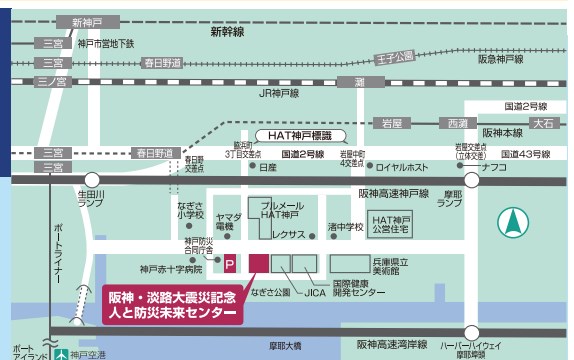 新神戸
新幹線
三宮
神戸市営地下鉄
三宮
春日野道
王子公園
阪急神戸線
三ノ宮
灘
JR神戸線
国道2号線
岩屋
西灘
大石
阪神本線
HAT神戸標識
脇浜町
3丁目交差点
国道2号線
岩屋中町
4交差点
岩屋交差点
(立体交差)
国道43号線
三宮
春日野道
春日野
交差点
日産
ロイヤルホスト
ナフコ
三宮
生田川
ランプ
阪神高速神戸線
摩耶
ランプ
ポートライナー
なぎさ
小学校
ヤマダ
電機
ブルメール
HAT神戸
レクサス
渚中学校
HAT神戸
公営住宅
神戸防災
合同庁舎
神戸赤十字病院
P
なぎさ公園
JICA
国際健康
開発センター
兵庫県立
美術館
阪神・淡路大震災記念
人と防災未来センター
ポート
アイランド
神戸空港
摩耶大橋
阪神高速湾岸線
ハーバーハイウェイ
摩耶埠頭